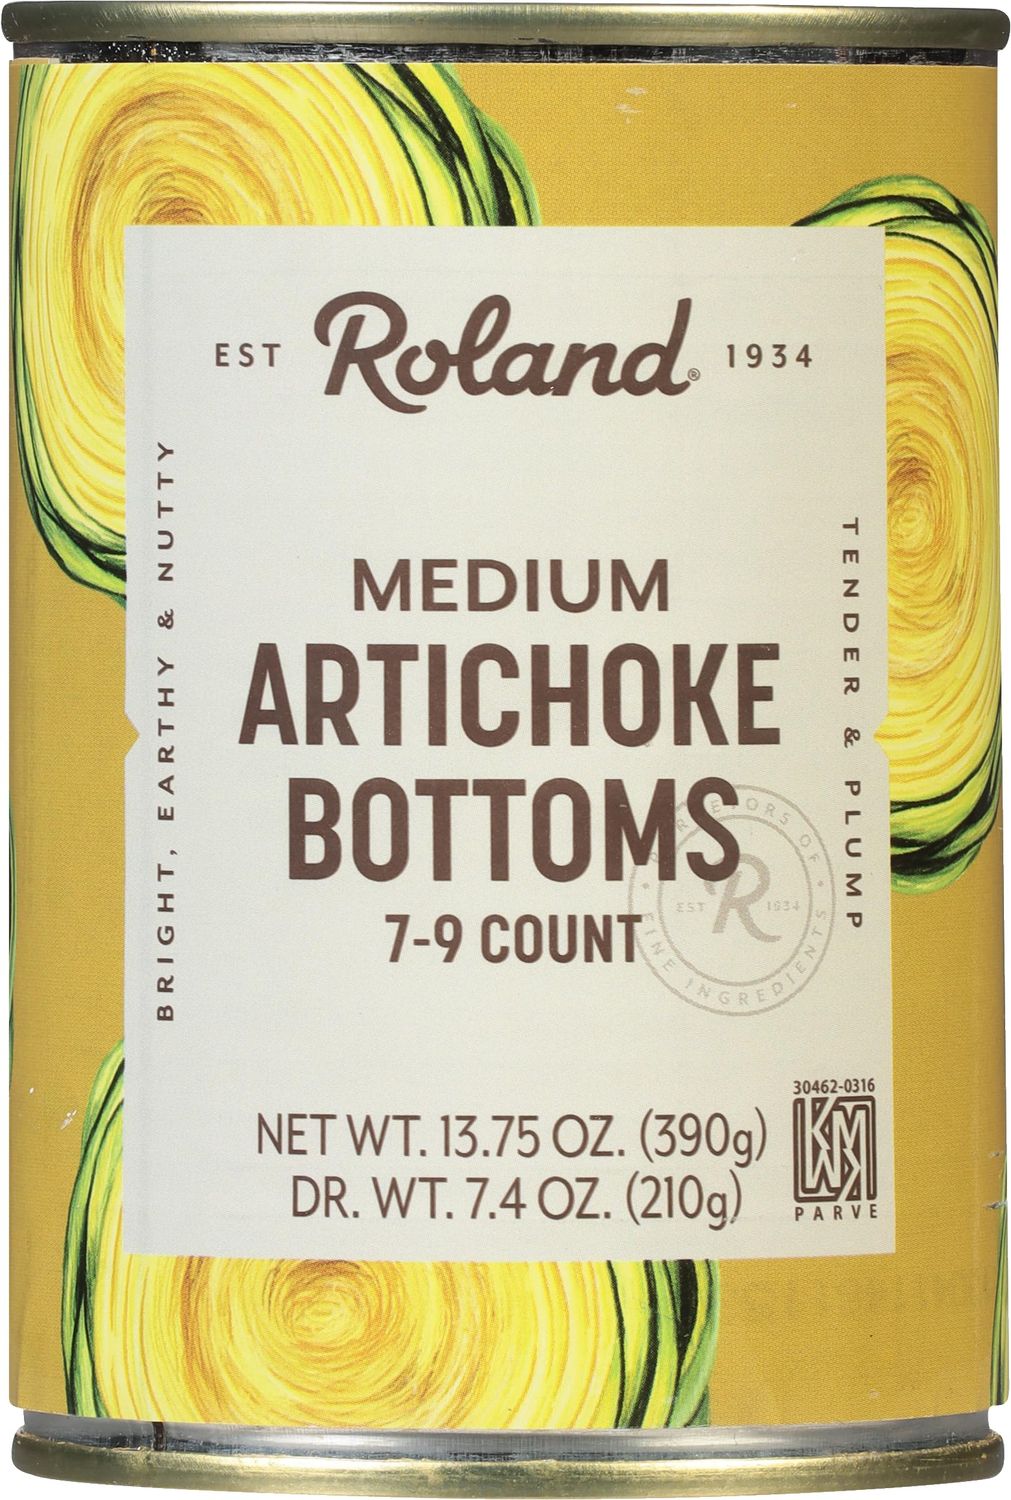 EST Roland® 1934
BRIGHT, EARTHY & NUTTY
TENDER & PLUMP
MEDIUM
ARTICHOKE
BOTTOMS
7-9 COUNT
EST R 1934
FINE INGREDIENTS
NET WT. 13.75 OZ. (390g)
DR. WT. 7.4 OZ. (210g)
30462-0316
KM
PARVE